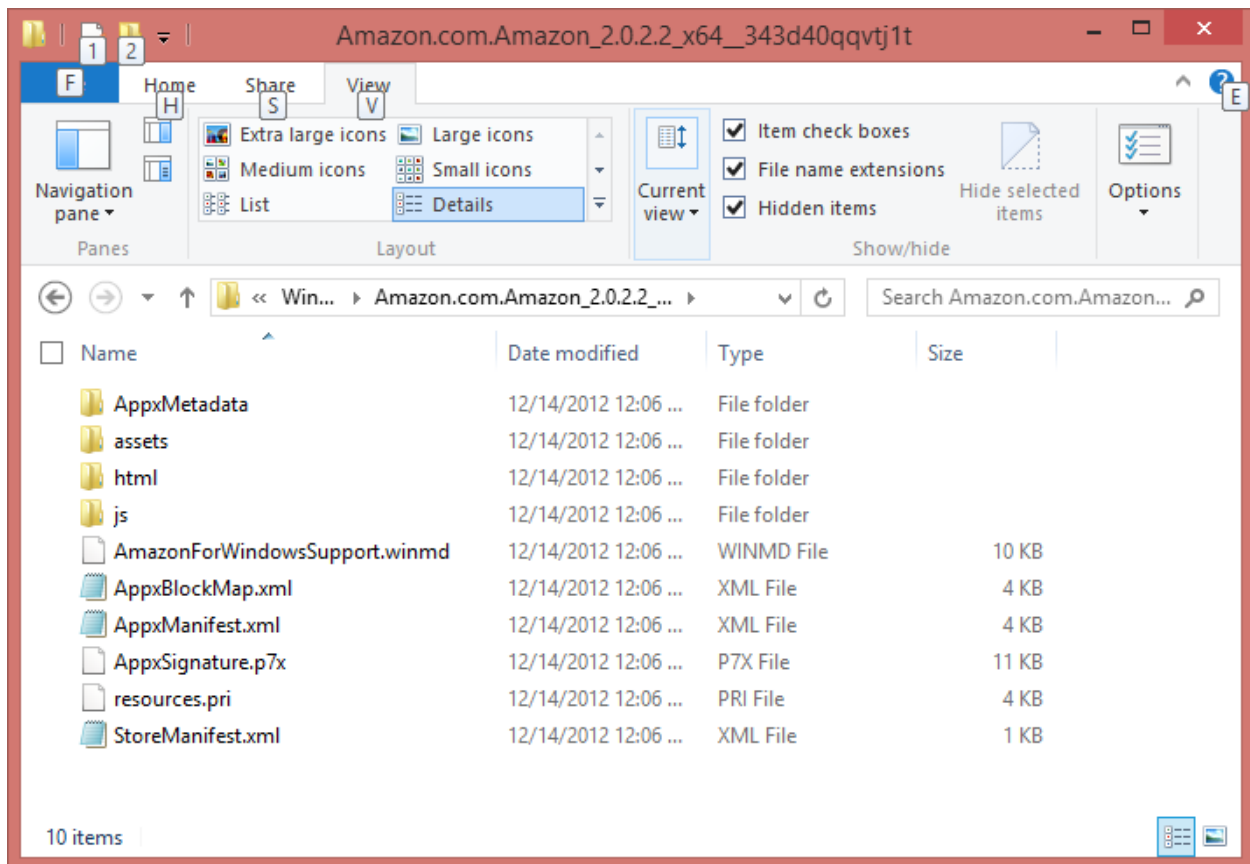 Amazon.com.Amazon_2.0.2.2_x64__343d40qqvtj1t
1 2
F Home Share View
H S V E
Extra large icons Large icons
Medium icons Small icons
List Details
Navigation pane
Current view
Item check boxes
File name extensions
Hidden items
Hide selected items
Options
Panes Layout Show/hide
« Win... Amazon.com.Amazon_2.0.2.2_... Search Amazon.com.Amazon...
Name Date modified Type Size
AppxMetadata 12/14/2012 12:06 ... File folder
assets 12/14/2012 12:06 ... File folder
html 12/14/2012 12:06 ... File folder
js 12/14/2012 12:06 ... File folder
AmazonForWindowsSupport.winmd 12/14/2012 12:06 ... WINMD File 10 KB
AppxBlockMap.xml 12/14/2012 12:06 ... XML File 4 KB
AppxManifest.xml 12/14/2012 12:06 ... XML File 4 KB
AppxSignature.p7x 12/14/2012 12:06 ... P7X File 11 KB
resources.pri 12/14/2012 12:06 ... PRI File 4 KB
StoreManifest.xml 12/14/2012 12:06 ... XML File 1 KB
10 items